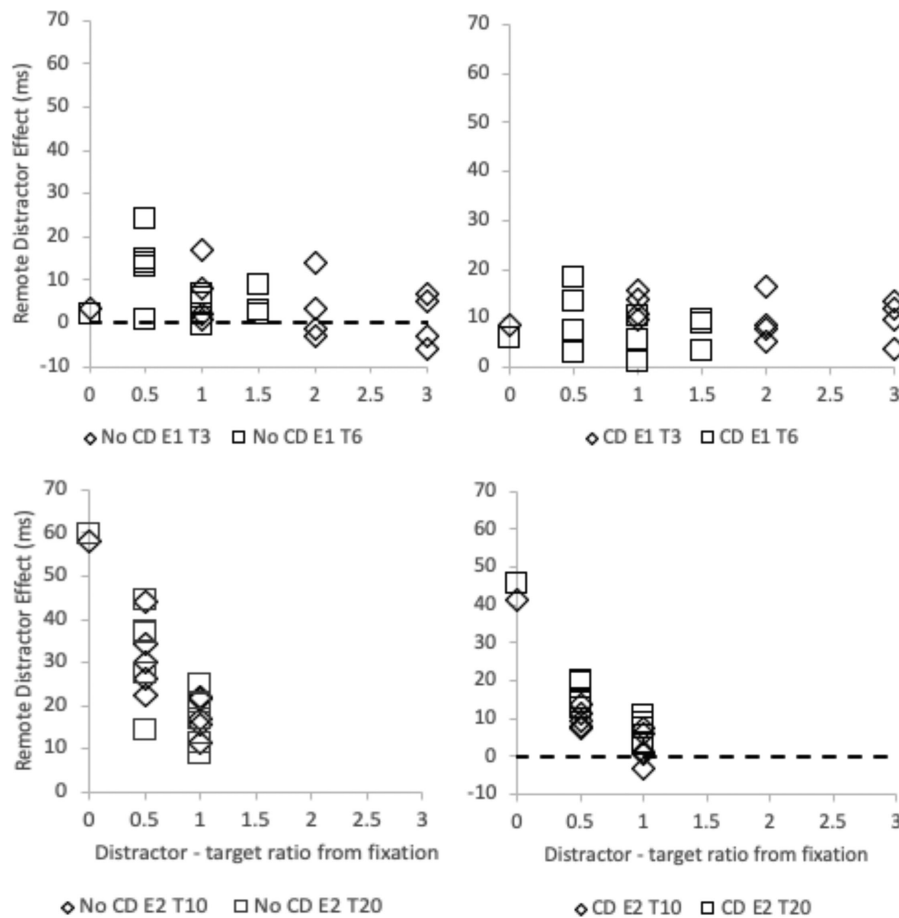 70
60
50
40
30
20
10
0
-10
Remote Distractor Effect (ms)
0 0.5 1 1.5 2 2.5 3
◇ No CD E1 T3 □ No CD E1 T6
70
60
50
40
30
20
10
0
0 0.5 1 1.5 2 2.5 3
◇ CD E1 T3 □ CD E1 T6
70
60
50
40
30
20
10
0
Remote Distractor Effect (ms)
0 0.5 1 1.5 2 2.5 3
Distractor - target ratio from fixation
◇ No CD E2 T10 □ No CD E2 T20
70
60
50
40
30
20
10
0
-10
0 0.5 1 1.5 2 2.5 3
Distractor - target ratio from fixation
◇ CD E2 T10 □ CD E2 T20